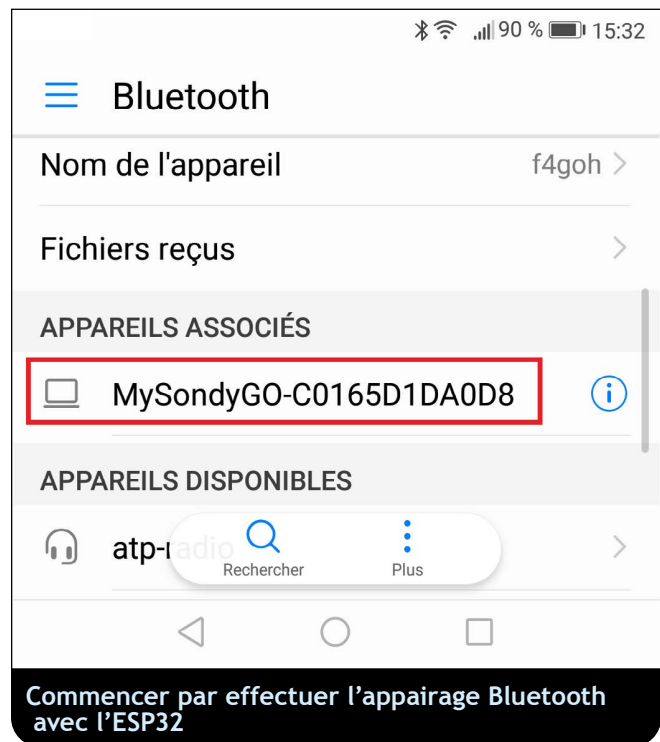 90 % 15:32
Bluetooth
Nom de l'appareil f4goh
Fichiers reçus
APPAREILS ASSOCIÉS
MySondyGO-C0165D1DA0D8
APPAREILS DISPONIBLES
atp-radio
Rechercher Plus
Commencer par effectuer l’appairage Bluetooth
avec l’ESP32